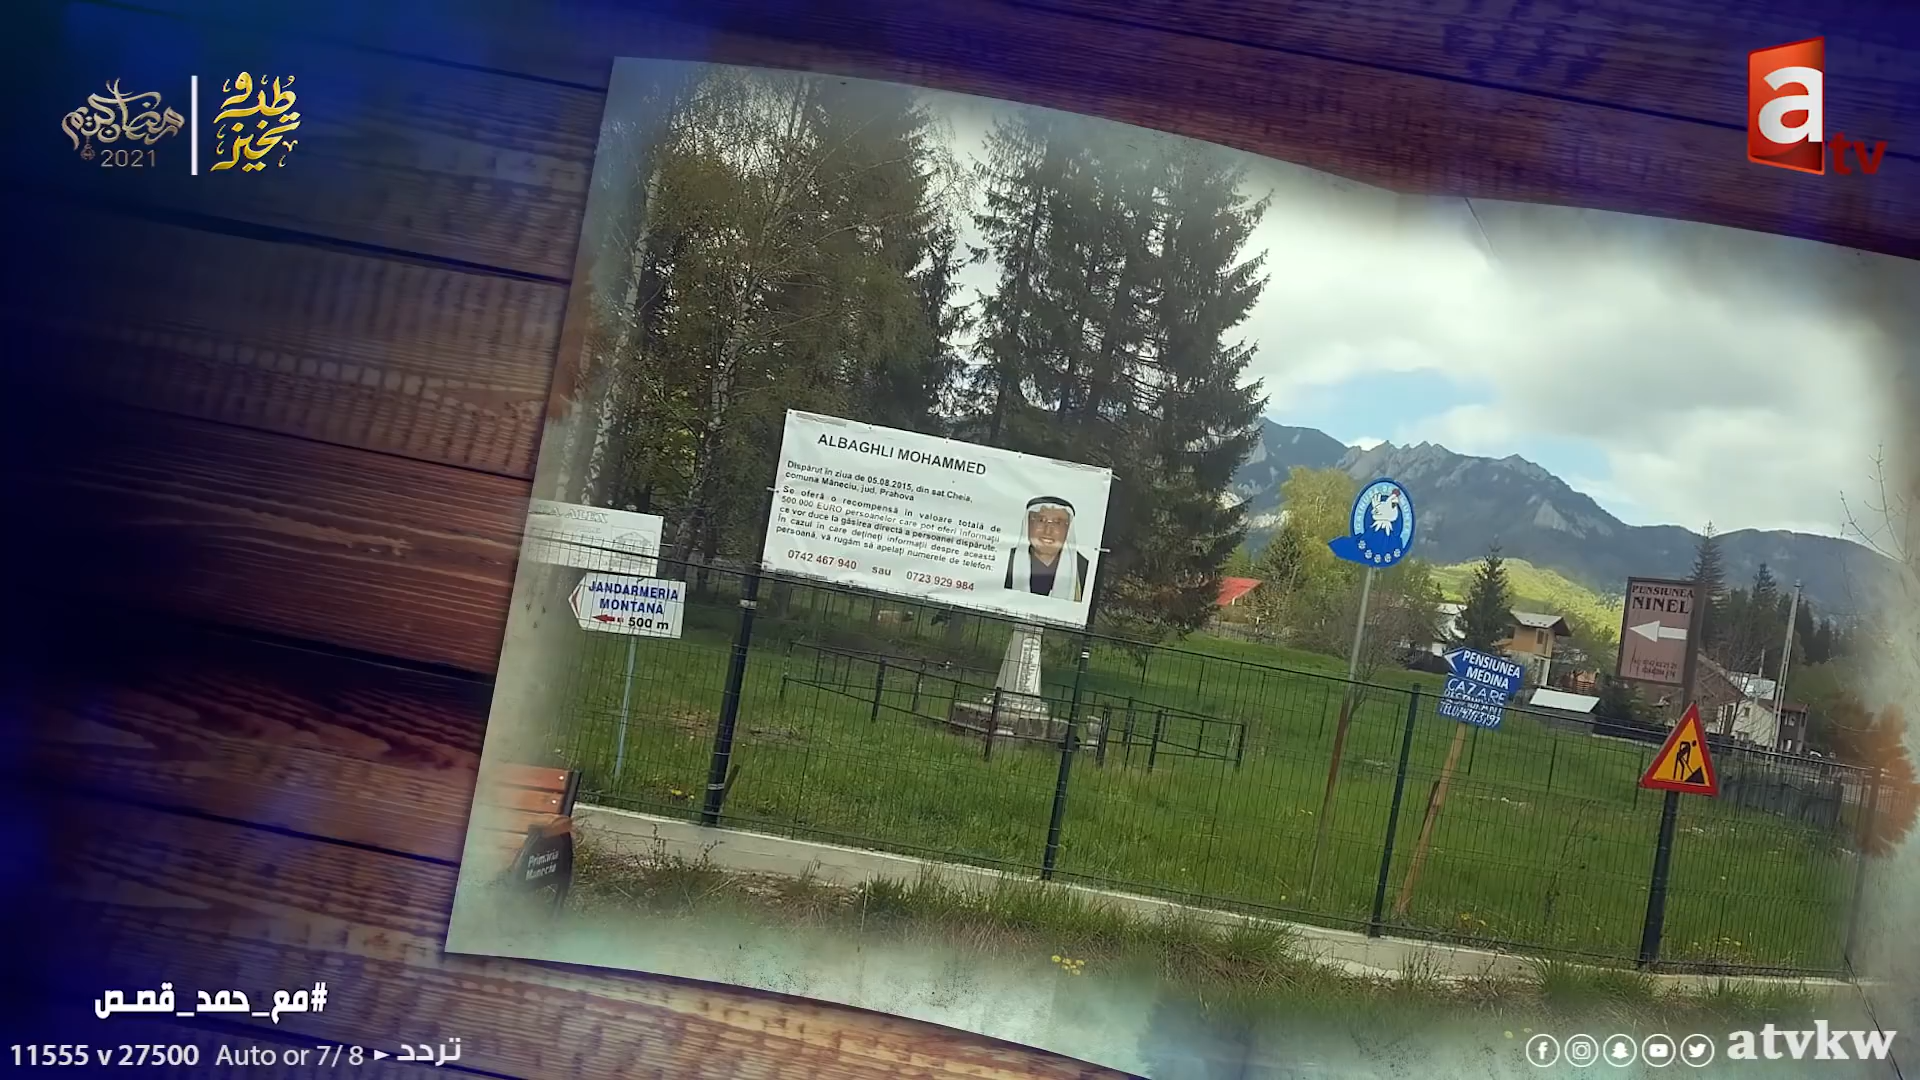 رمضان كريم
2021
a tv
ALBAGHLI MOHAMMED
Dispărut în ziua de 05.08.2015, din sat Cheia,
comuna Măneciu, jud. Prahova
Se oferă o recompensă în valoare totală de
500.000 EURO persoanelor care pot oferi informații
ce vor duce la găsirea directă a persoanei dispărute.
În cazul în care dețineți informații despre această
persoană, vă rugăm să apelați numerele de telefon:
0742 467 940 sau 0723 929 984
JANDARMERIA
MONTANĂ
500 m
PENSIUNEA
NINEL
PENSIUNEA
MEDINA
CAZARE
Primăria
Măneciu
#مع_حمد_قصص
11555 v 27500 Auto or 7/8 ► تردد
atvkw